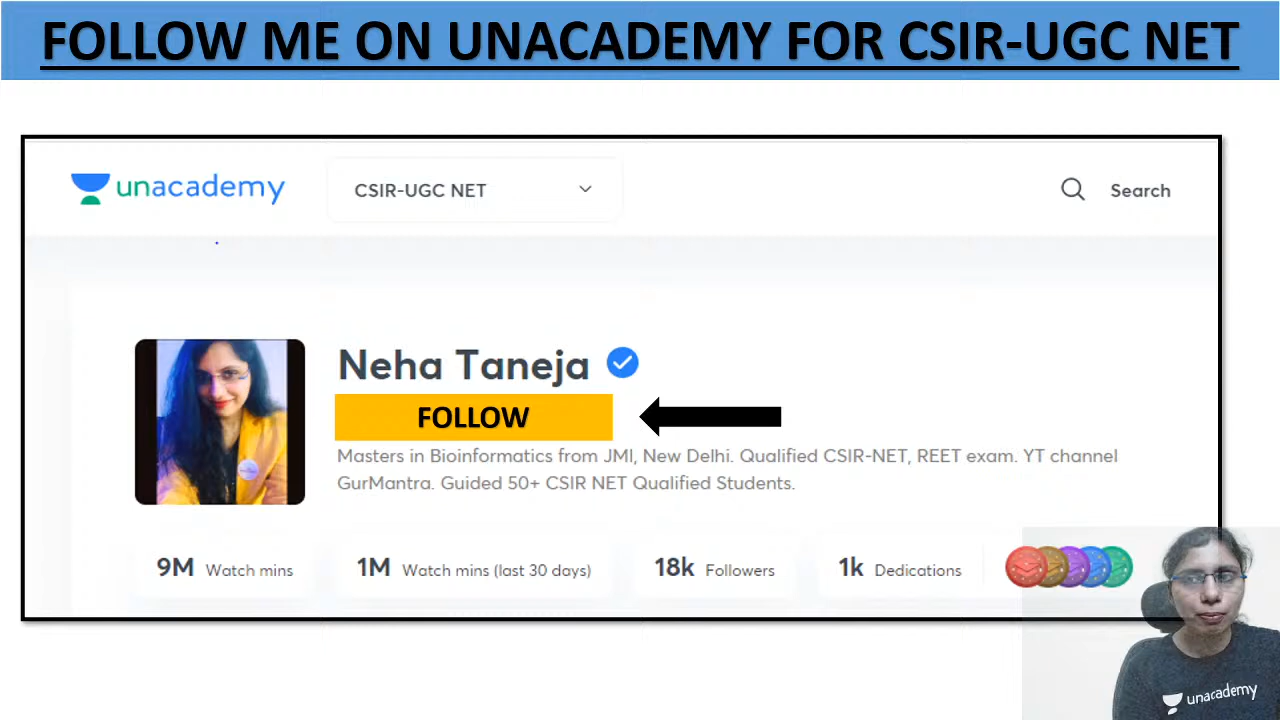 FOLLOW ME ON UNACADEMY FOR CSIR-UGC NET
unacademy
CSIR-UGC NET
Search
Neha Taneja
FOLLOW
Masters in Bioinformatics from JMI, New Delhi. Qualified CSIR-NET, REET exam. YT channel
GurMantra. Guided 50+ CSIR NET Qualified Students.
9M Watch mins
1M Watch mins (last 30 days)
18k Followers
1k Dedications
unacademy